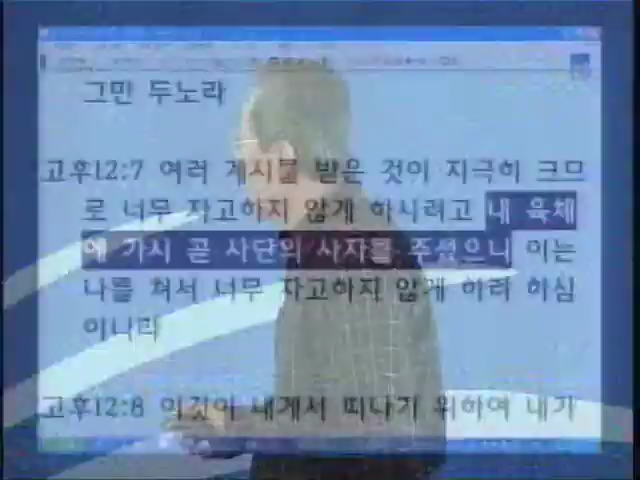 그만 두노라
고후12:7 여러 계시를 받은 것이 지극히 크므
로 너무 자고하지 않게 하시려고 내 육체
에 가시 곧 사단의 사자를 주셨으니 이는
나를 쳐서 너무 자고하지 않게 하려 하심
이니라
고후12:8 이것이 내게서 떠나기 위하여 내가